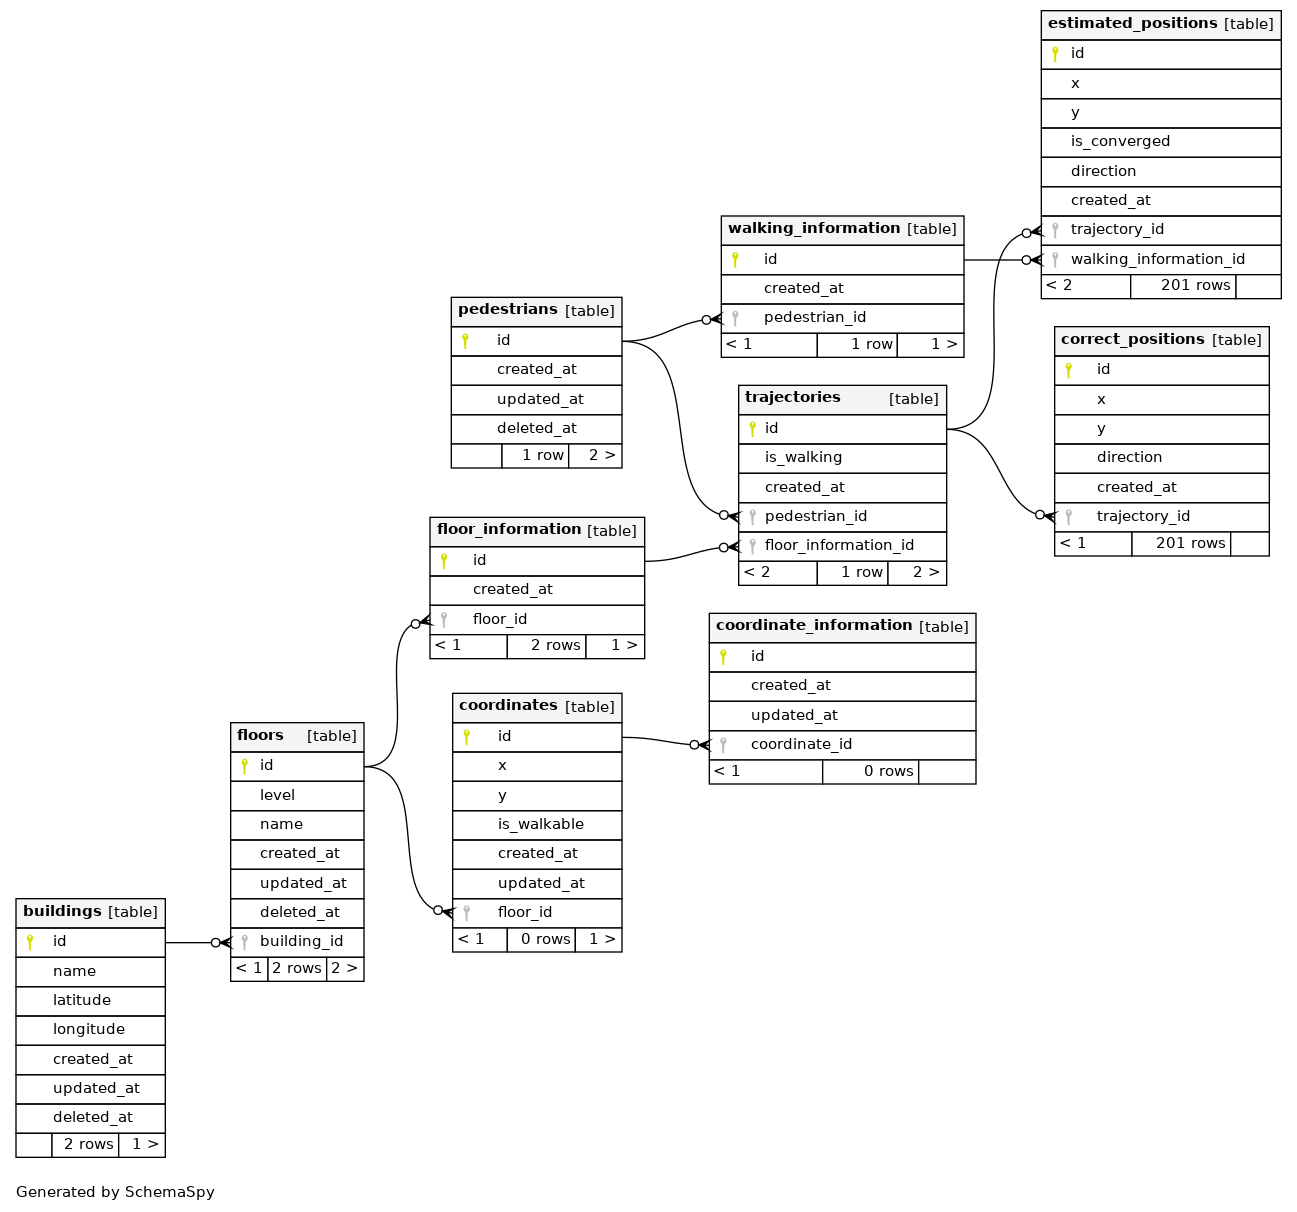 estimated_positions [table]
id
x
y
is_converged
direction
created_at
trajectory_id
walking_information_id
< 2 201 rows
walking_information [table]
id
created_at
pedestrian_id
< 1 1 row 1 >
pedestrians [table]
id
created_at
updated_at
deleted_at
1 row 2 >
correct_positions [table]
id
x
y
direction
created_at
trajectory_id
< 1 201 rows
trajectories [table]
id
is_walking
created_at
pedestrian_id
floor_information_id
< 2 1 row 2 >
floor_information [table]
id
created_at
floor_id
< 1 2 rows 1 >
coordinate_information [table]
id
created_at
updated_at
coordinate_id
< 1 0 rows
coordinates [table]
id
x
y
is_walkable
created_at
updated_at
floor_id
< 1 0 rows 1 >
floors [table]
id
level
name
created_at
updated_at
deleted_at
building_id
< 1 2 rows 2 >
buildings [table]
id
name
latitude
longitude
created_at
updated_at
deleted_at
2 rows 1 >
Generated by SchemaSpy